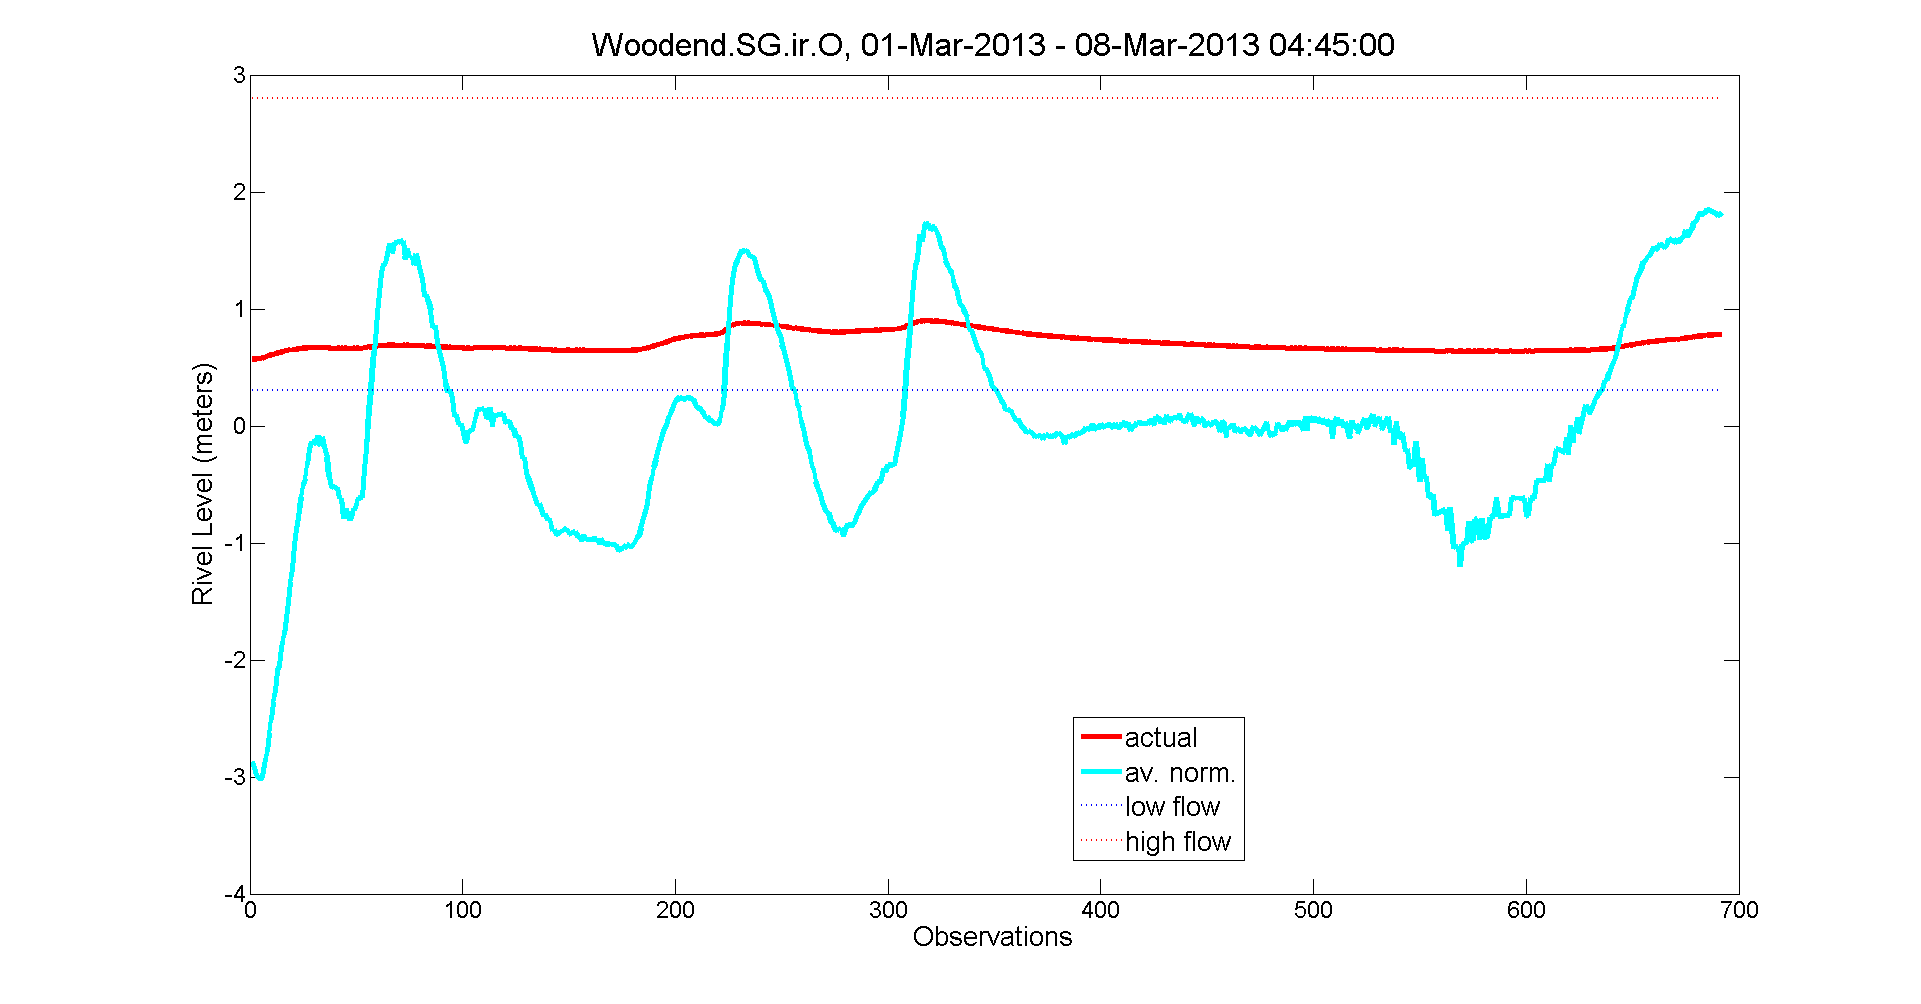 Woodend.SG.ir.O, 01-Mar-2013 - 08-Mar-2013 04:45:00
3
2
1
0
-1
-2
-3
-4
Rivel Level (meters)
actual
av. norm.
low flow
high flow
0 100 200 300 400 500 600 700
Observations